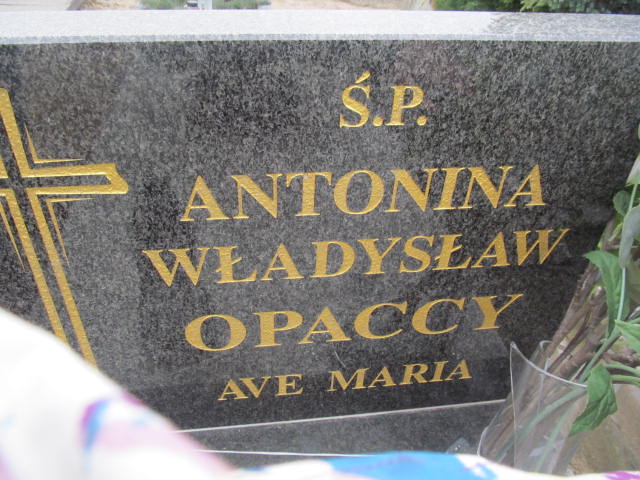 Ś.P.
ANTONINA
WŁADYSŁAW
OPACCY
AVE MARIA